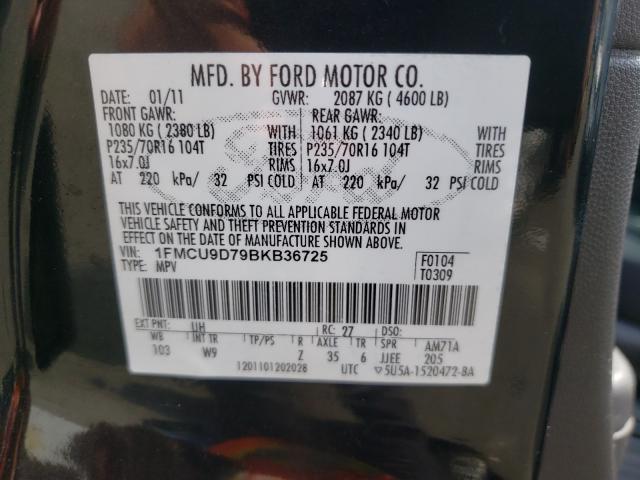 MFD. BY FORD MOTOR CO.
DATE: 01/11 GVWR: 2087 KG ( 4600 LB)
FRONT GAWR: REAR GAWR:
1080 KG ( 2380 LB) WITH 1061 KG ( 2340 LB) WITH
P235/70R16 104T TIRES P235/70R16 104T TIRES
16x7.0J RIMS 16x7.0J RIMS
AT 220 kPa/ 32 PSI COLD AT 220 kPa/ 32 PSI COLD
THIS VEHICLE CONFORMS TO ALL APPLICABLE FEDERAL MOTOR
VEHICLE SAFETY AND THEFT PREVENTION STANDARDS IN
EFFECT ON THE DATE OF MANUFACTURE SHOWN ABOVE.
VIN: 1FMCU9D79BKB36725 F0104
TYPE: MPV T0309
EXT PNT: UH RC: 27 DSO:
WB INT TR TP/PS R AXLE TR SPR AM71A
103 W9 Z 35 6 JJEE 205
1201101202028 UTC ▽5U5A-1520472-BA